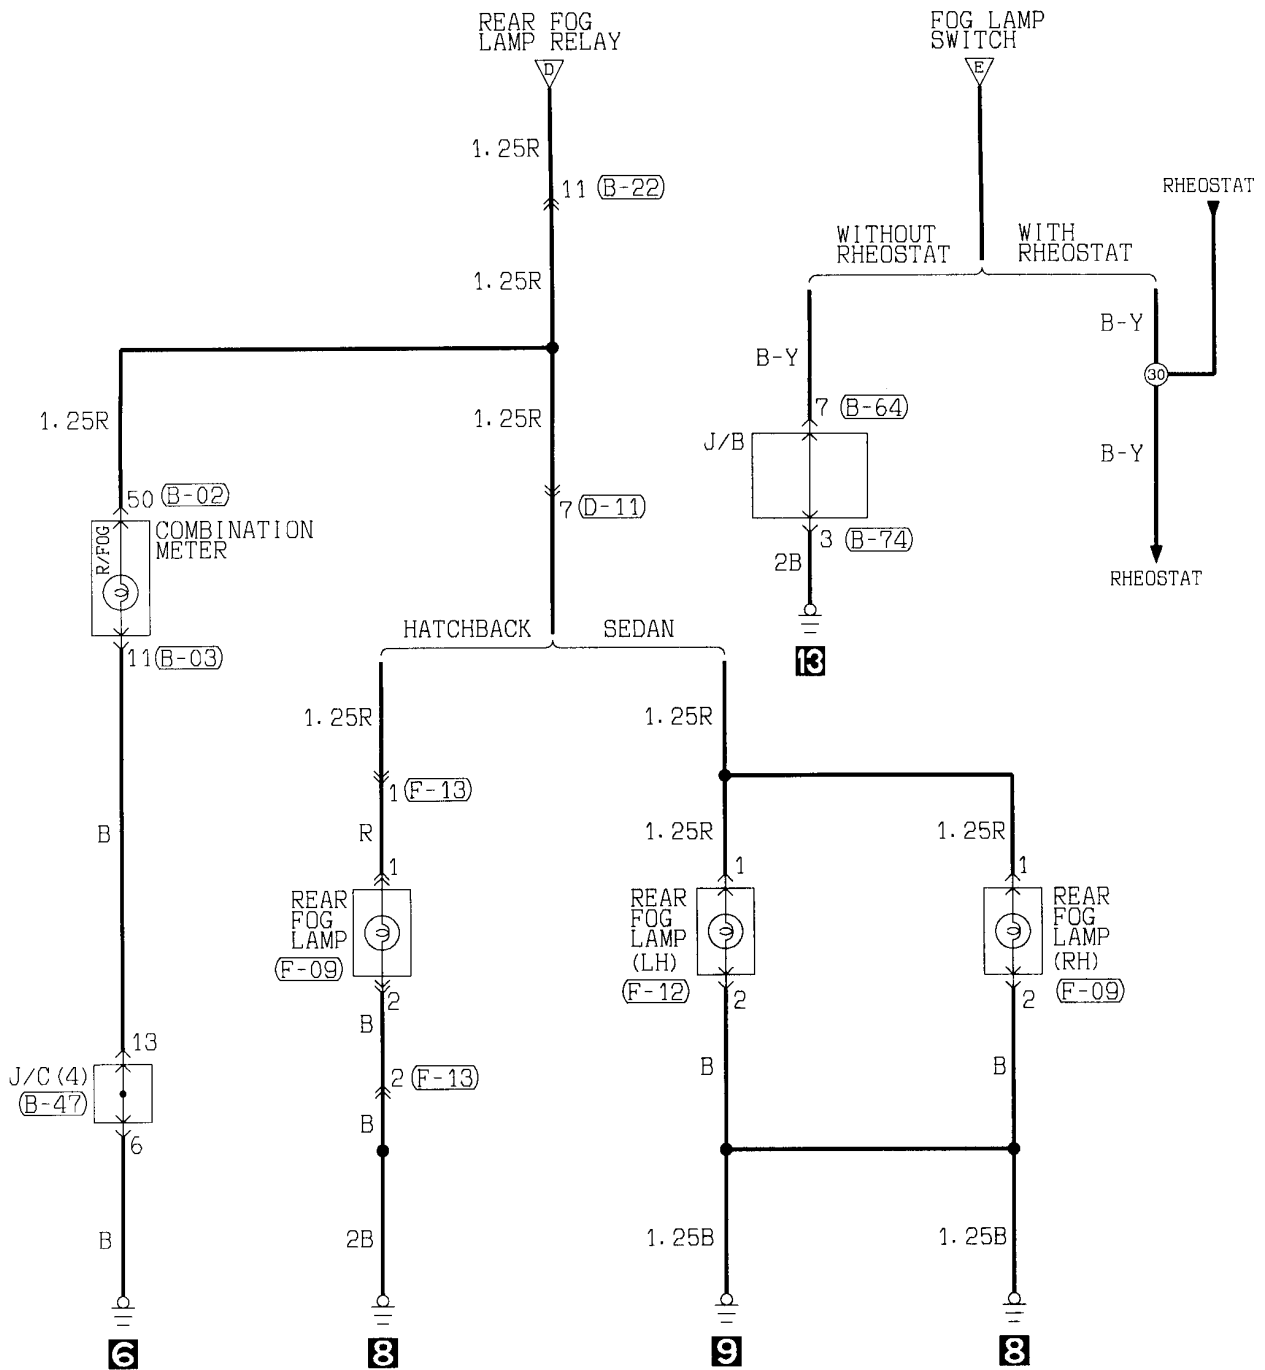 REAR FOG
LAMP RELAY
D
FOG LAMP
SWITCH
E
1.25R
11 (B-22)
RHEOSTAT
WITHOUT
RHEOSTAT
WITH
RHEOSTAT
1.25R
B-Y
30
B-Y
1.25R
1.25R
7 (B-64)
J/B
B-Y
50 (B-02)
7 (D-11)
R/FOG
COMBINATION
METER
3 (B-74)
2B
RHEOSTAT
13
HATCHBACK
SEDAN
11 (B-03)
1.25R
1.25R
1 (F-13)
B
R
1.25R
1.25R
1
1
1
REAR
FOG
LAMP
(F-09)
REAR
FOG
LAMP
(LH)
(F-12)
REAR
FOG
LAMP
(RH)
(F-09)
2
2
2
B
13
J/C(4)
(B-47)
6
2 (F-13)
B
B
B
B
2B
1.25B
1.25B
6
8
9
8